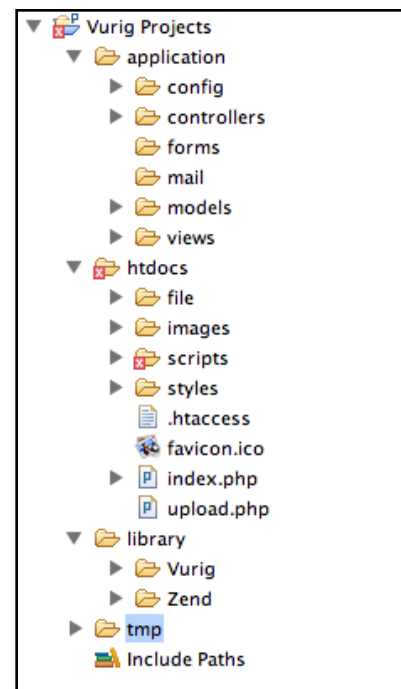 Vurig Projects
application
config
controllers
forms
mail
models
views
htdocs
file
images
scripts
styles
.htaccess
favicon.ico
index.php
upload.php
library
Vurig
Zend
tmp
Include Paths